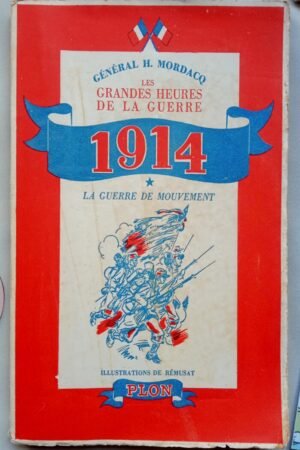 GÉNÉRAL H. MORDACQ
LES
GRANDES HEURES
DE LA GUERRE
1914
LA GUERRE DE MOUVEMENT
ILLUSTRATIONS DE RÉMUSAT
PLON